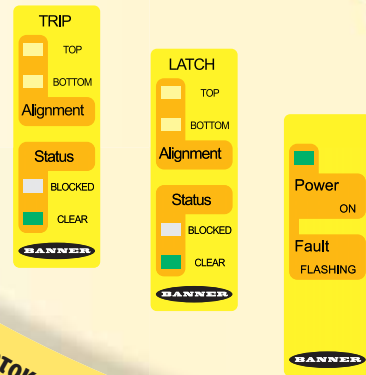 TRIP
TOP
BOTTOM
Alignment
Status
BLOCKED
CLEAR
BANNER
LATCH
TOP
BOTTOM
Alignment
Status
BLOCKED
CLEAR
BANNER
Power
ON
Fault
FLASHING
BANNER